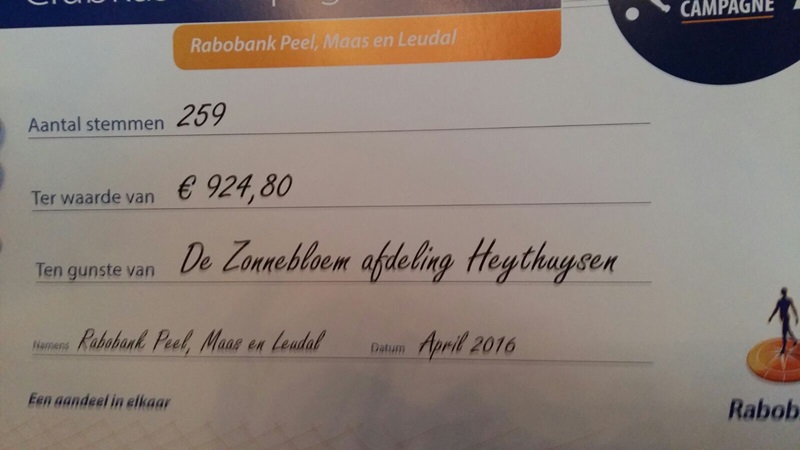 CAMPAGNE
Rabobank Peel, Maas en Leudal
Aantal stemmen 259
Ter waarde van € 924,80
Ten gunste van De Zonnebloem afdeling Heythuysen
Namens Rabobank Peel, Maas en Leudal Datum April 2016
Een aandeel in elkaar
Rabob